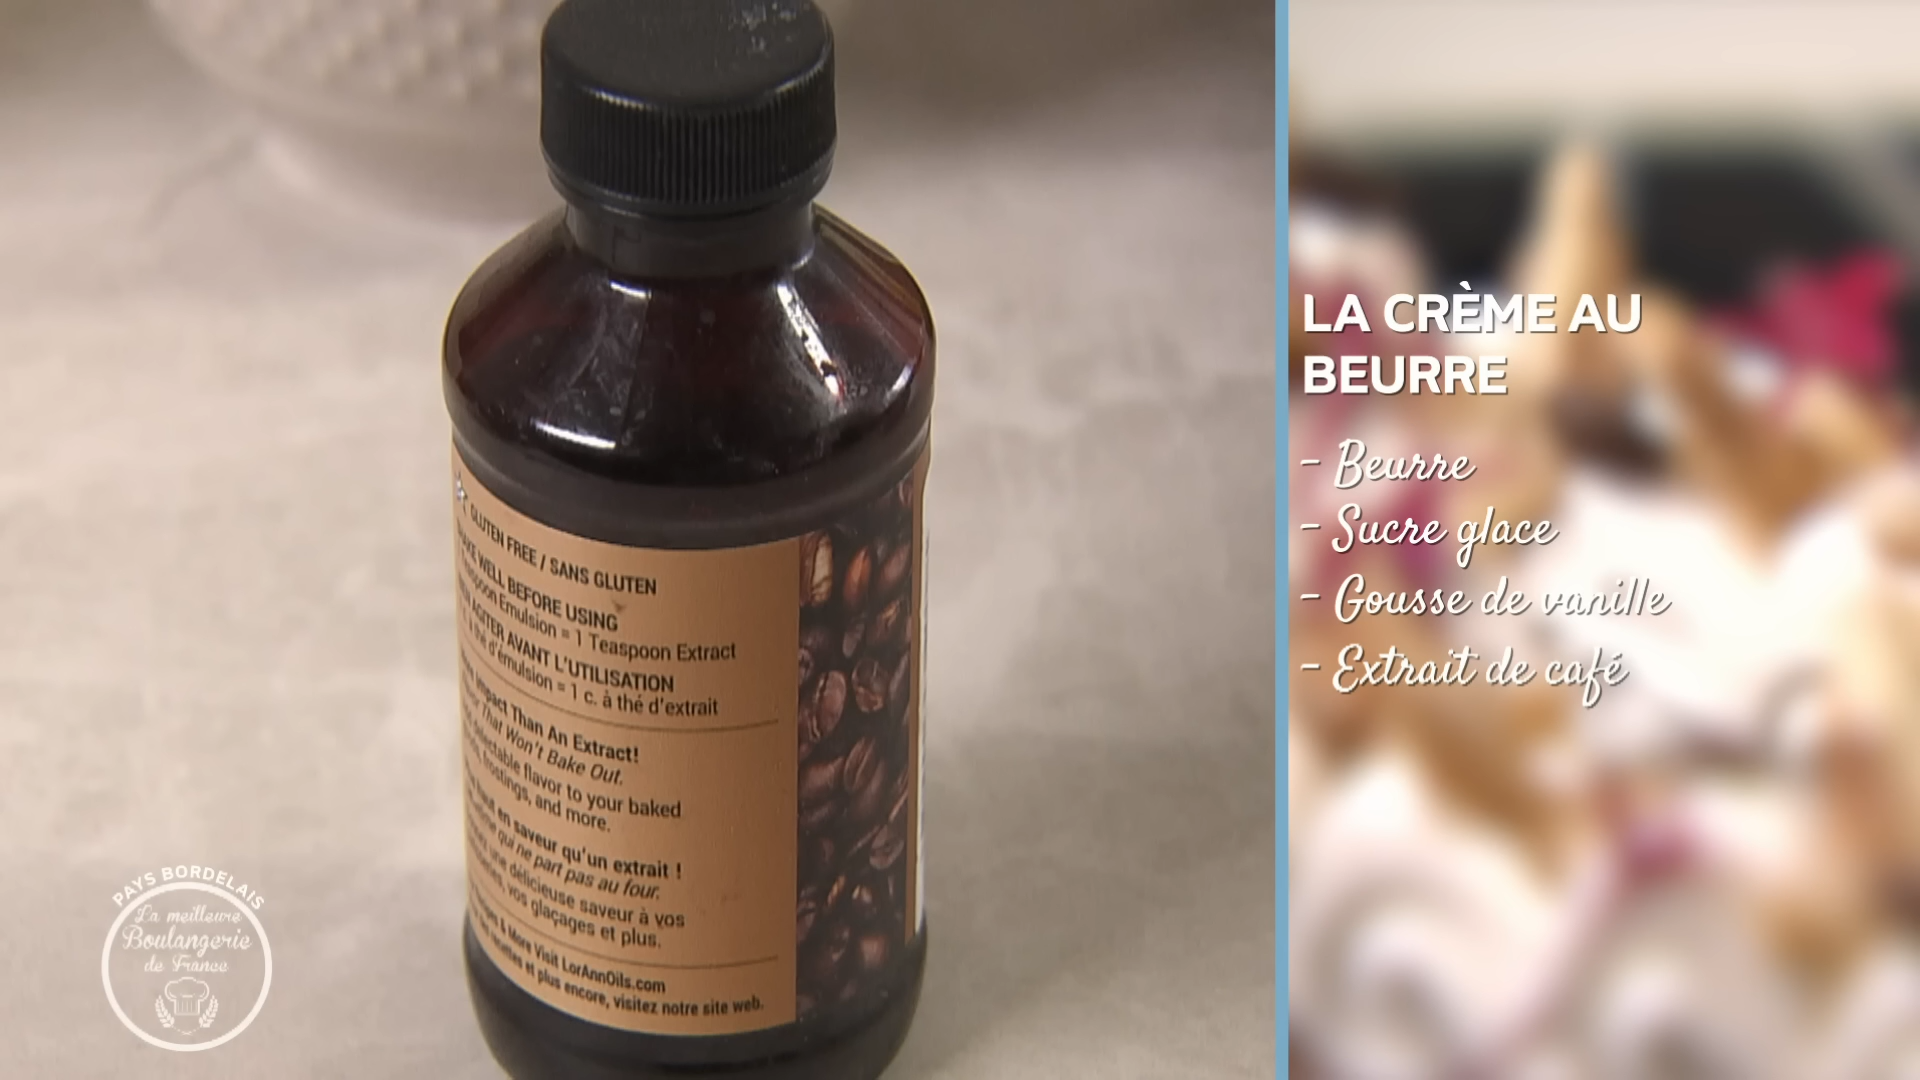 GLUTEN FREE / SANS GLUTEN
WELL BEFORE USING
Emulsion = 1 Teaspoon Extract
AGITER AVANT L'UTILISATION
d'émulsion = 1 c. à thé d'extrait
Impact Than An Extract!
That Won't Bake Out.
delectable flavor to your baked
frostings, and more.
en saveur qu'un extrait !
qui ne part pas au four.
une délicieuse saveur à vos
vos glaçages et plus.
& More Visit LorAnnOils.com
recettes et plus encore, visitez notre site web.
PAYS BORDELAIS
La meilleure
Boulangerie
de France
LA CRÈME AU
BEURRE
- Beurre
- Sucre glace
- Gousse de vanille
- Extrait de café